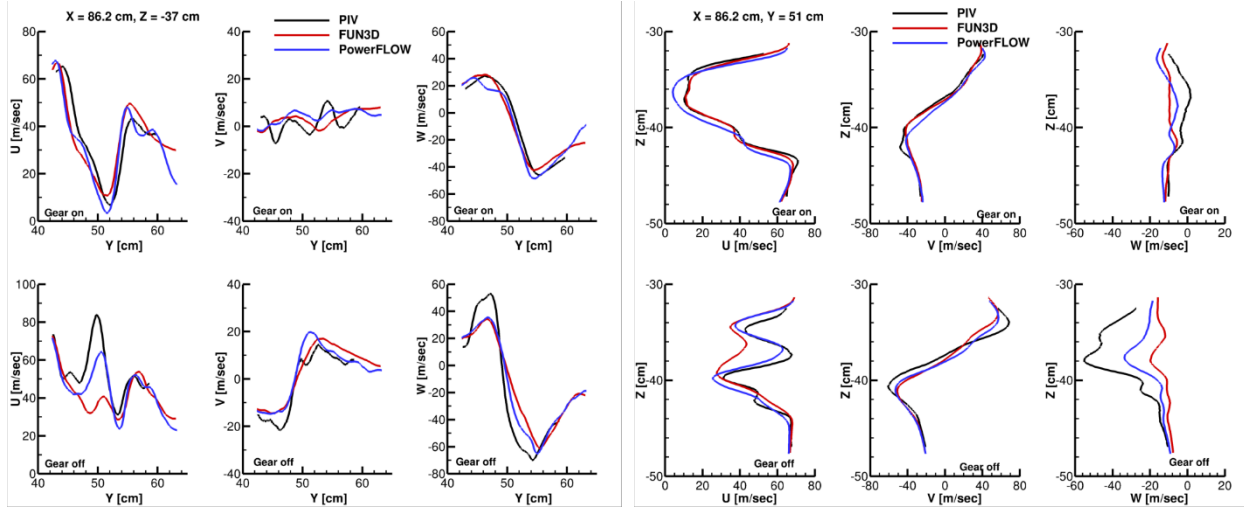 X = 86.2 cm, Z = -37 cm
PIV
FUN3D
PowerFLOW
80
60
40
20
0
U [m/sec]
Gear on
40 50 60
Y [cm]
40
20
0
-20
-40
V [m/sec]
Gear on
40 50 60
Y [cm]
60
40
20
0
-20
-40
-60
-80
W [m/sec]
Gear on
40 50 60
Y [cm]
100
80
60
40
20
0
U [m/sec]
Gear off
40 50 60
Y [cm]
40
20
0
-20
-40
V [m/sec]
Gear off
40 50 60
Y [cm]
60
40
20
0
-20
-40
-60
-80
W [m/sec]
Gear off
40 50 60
Y [cm]
X = 86.2 cm, Y = 51 cm
PIV
FUN3D
PowerFLOW
-30
-40
-50
Z [cm]
Gear on
0 20 40 60 80
U [m/sec]
-30
-40
-50
Z [cm]
Gear on
-80 -40 0 40 80
V [m/sec]
-30
-40
-50
Z [cm]
Gear on
-60 -40 -20 0 20
W [m/sec]
-30
-40
-50
Z [cm]
Gear off
0 20 40 60 80
U [m/sec]
-30
-40
-50
Z [cm]
Gear off
-80 -40 0 40 80
V [m/sec]
-30
-40
-50
Z [cm]
Gear off
-60 -40 -20 0 20
W [m/sec]